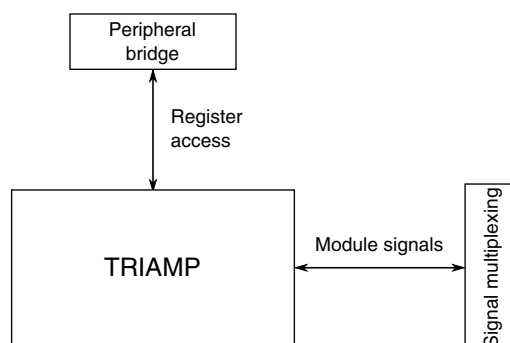 Peripheral
bridge
Register
access
TRIAMP
Module signals
Signal multiplexing